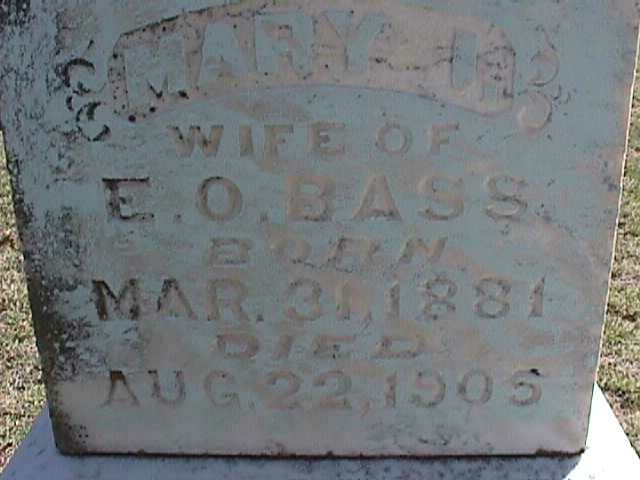 MARY
WIFE OF
E. O. BASS
BORN
MAR. 31, 1881
DIED
AUG. 22, 1905